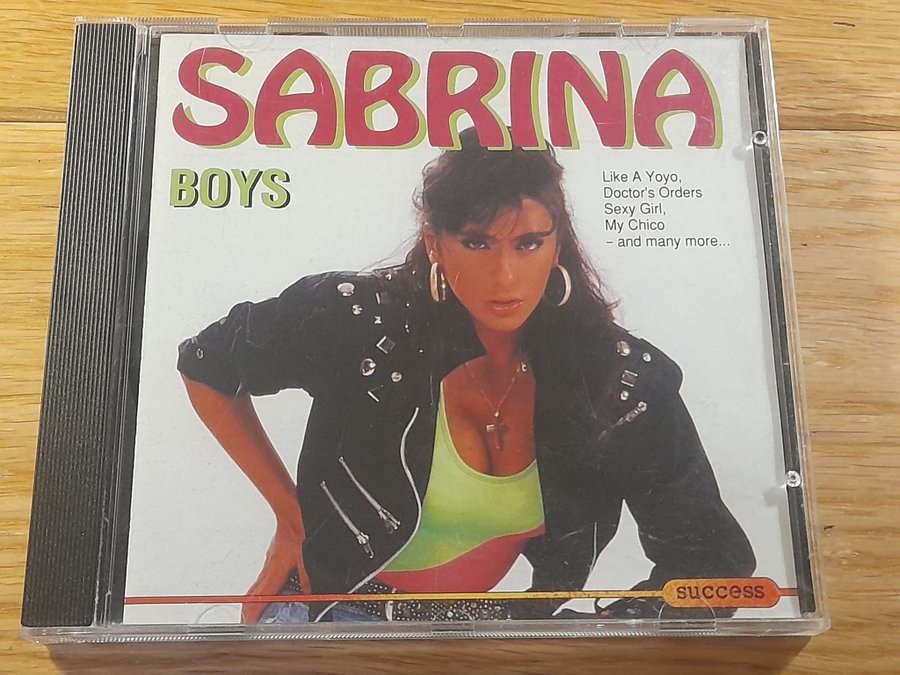 SABRINA
BOYS
Like A Yoyo,
Doctor's Orders
Sexy Girl,
My Chico
– and many more...
success